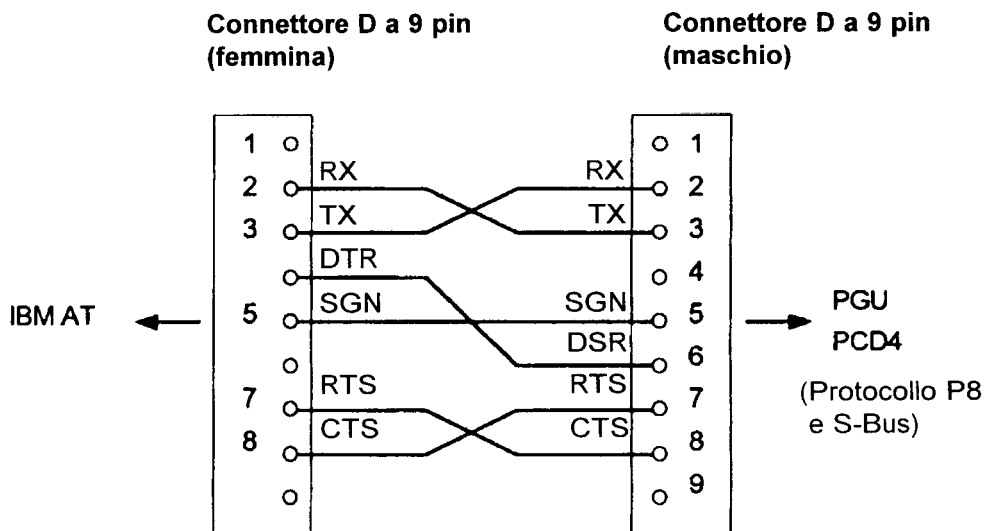 Connettore D a 9 pin
(femmina)
Connettore D a 9 pin
(maschio)
1
1
2
RX
RX
2
3
TX
TX
3
DTR
4
IBM AT
5
SGN
SGN
5
PGU
PCD4
(Protocollo P8
e S-Bus)
DSR
6
7
RTS
RTS
7
8
CTS
CTS
8
9